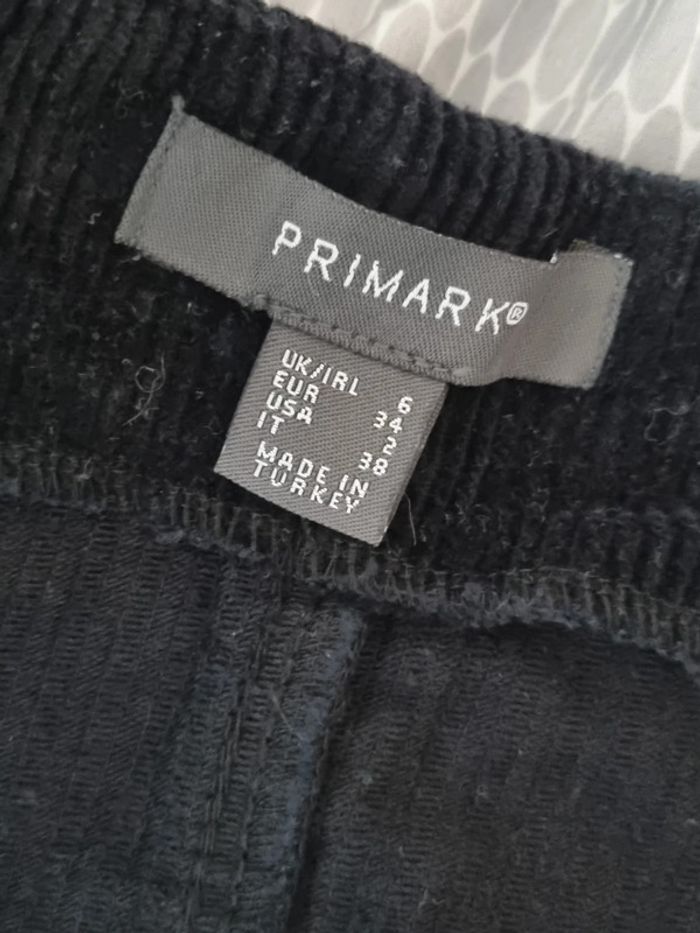 PRIMARK®
UK/IRL 6
EUR 34
USA 2
IT 38
MADE IN
TURKEY